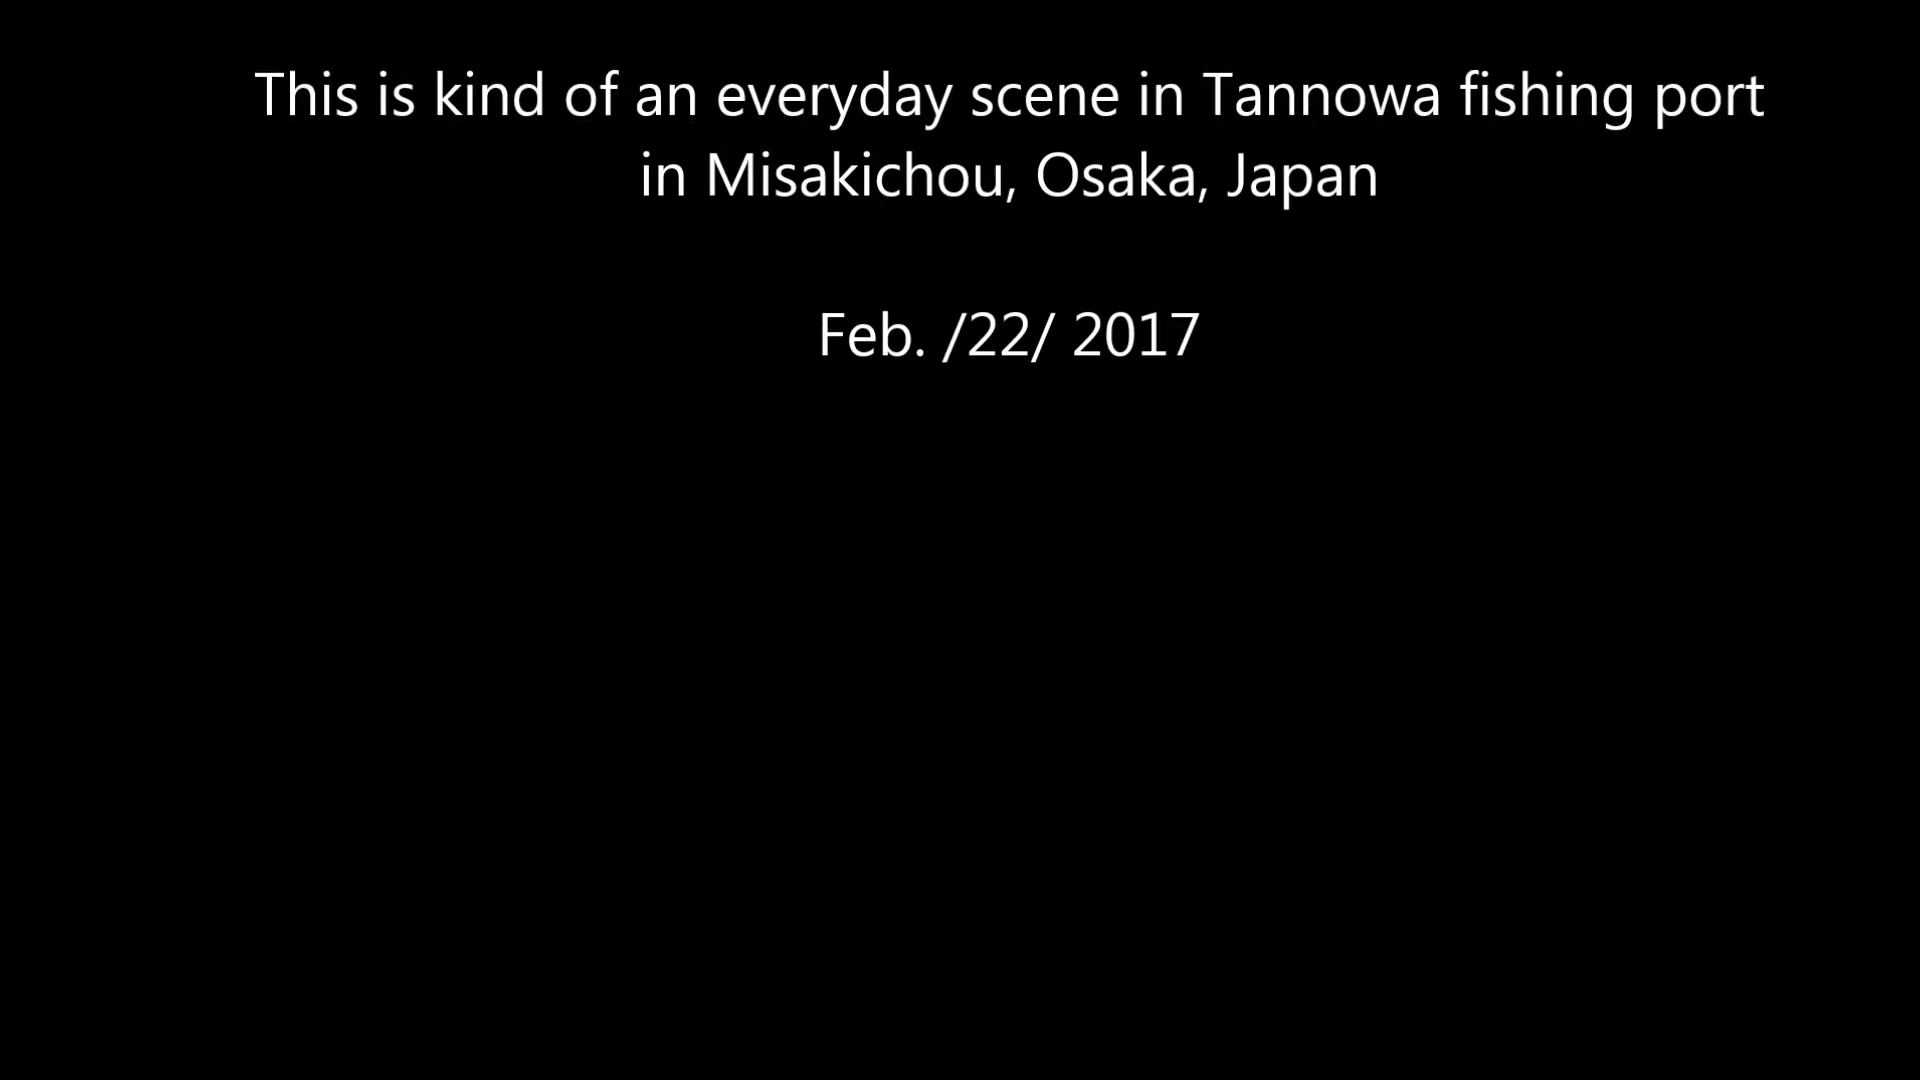 This is kind of an everyday scene in Tannowa fishing port
in Misakichou, Osaka, Japan
Feb. /22/ 2017